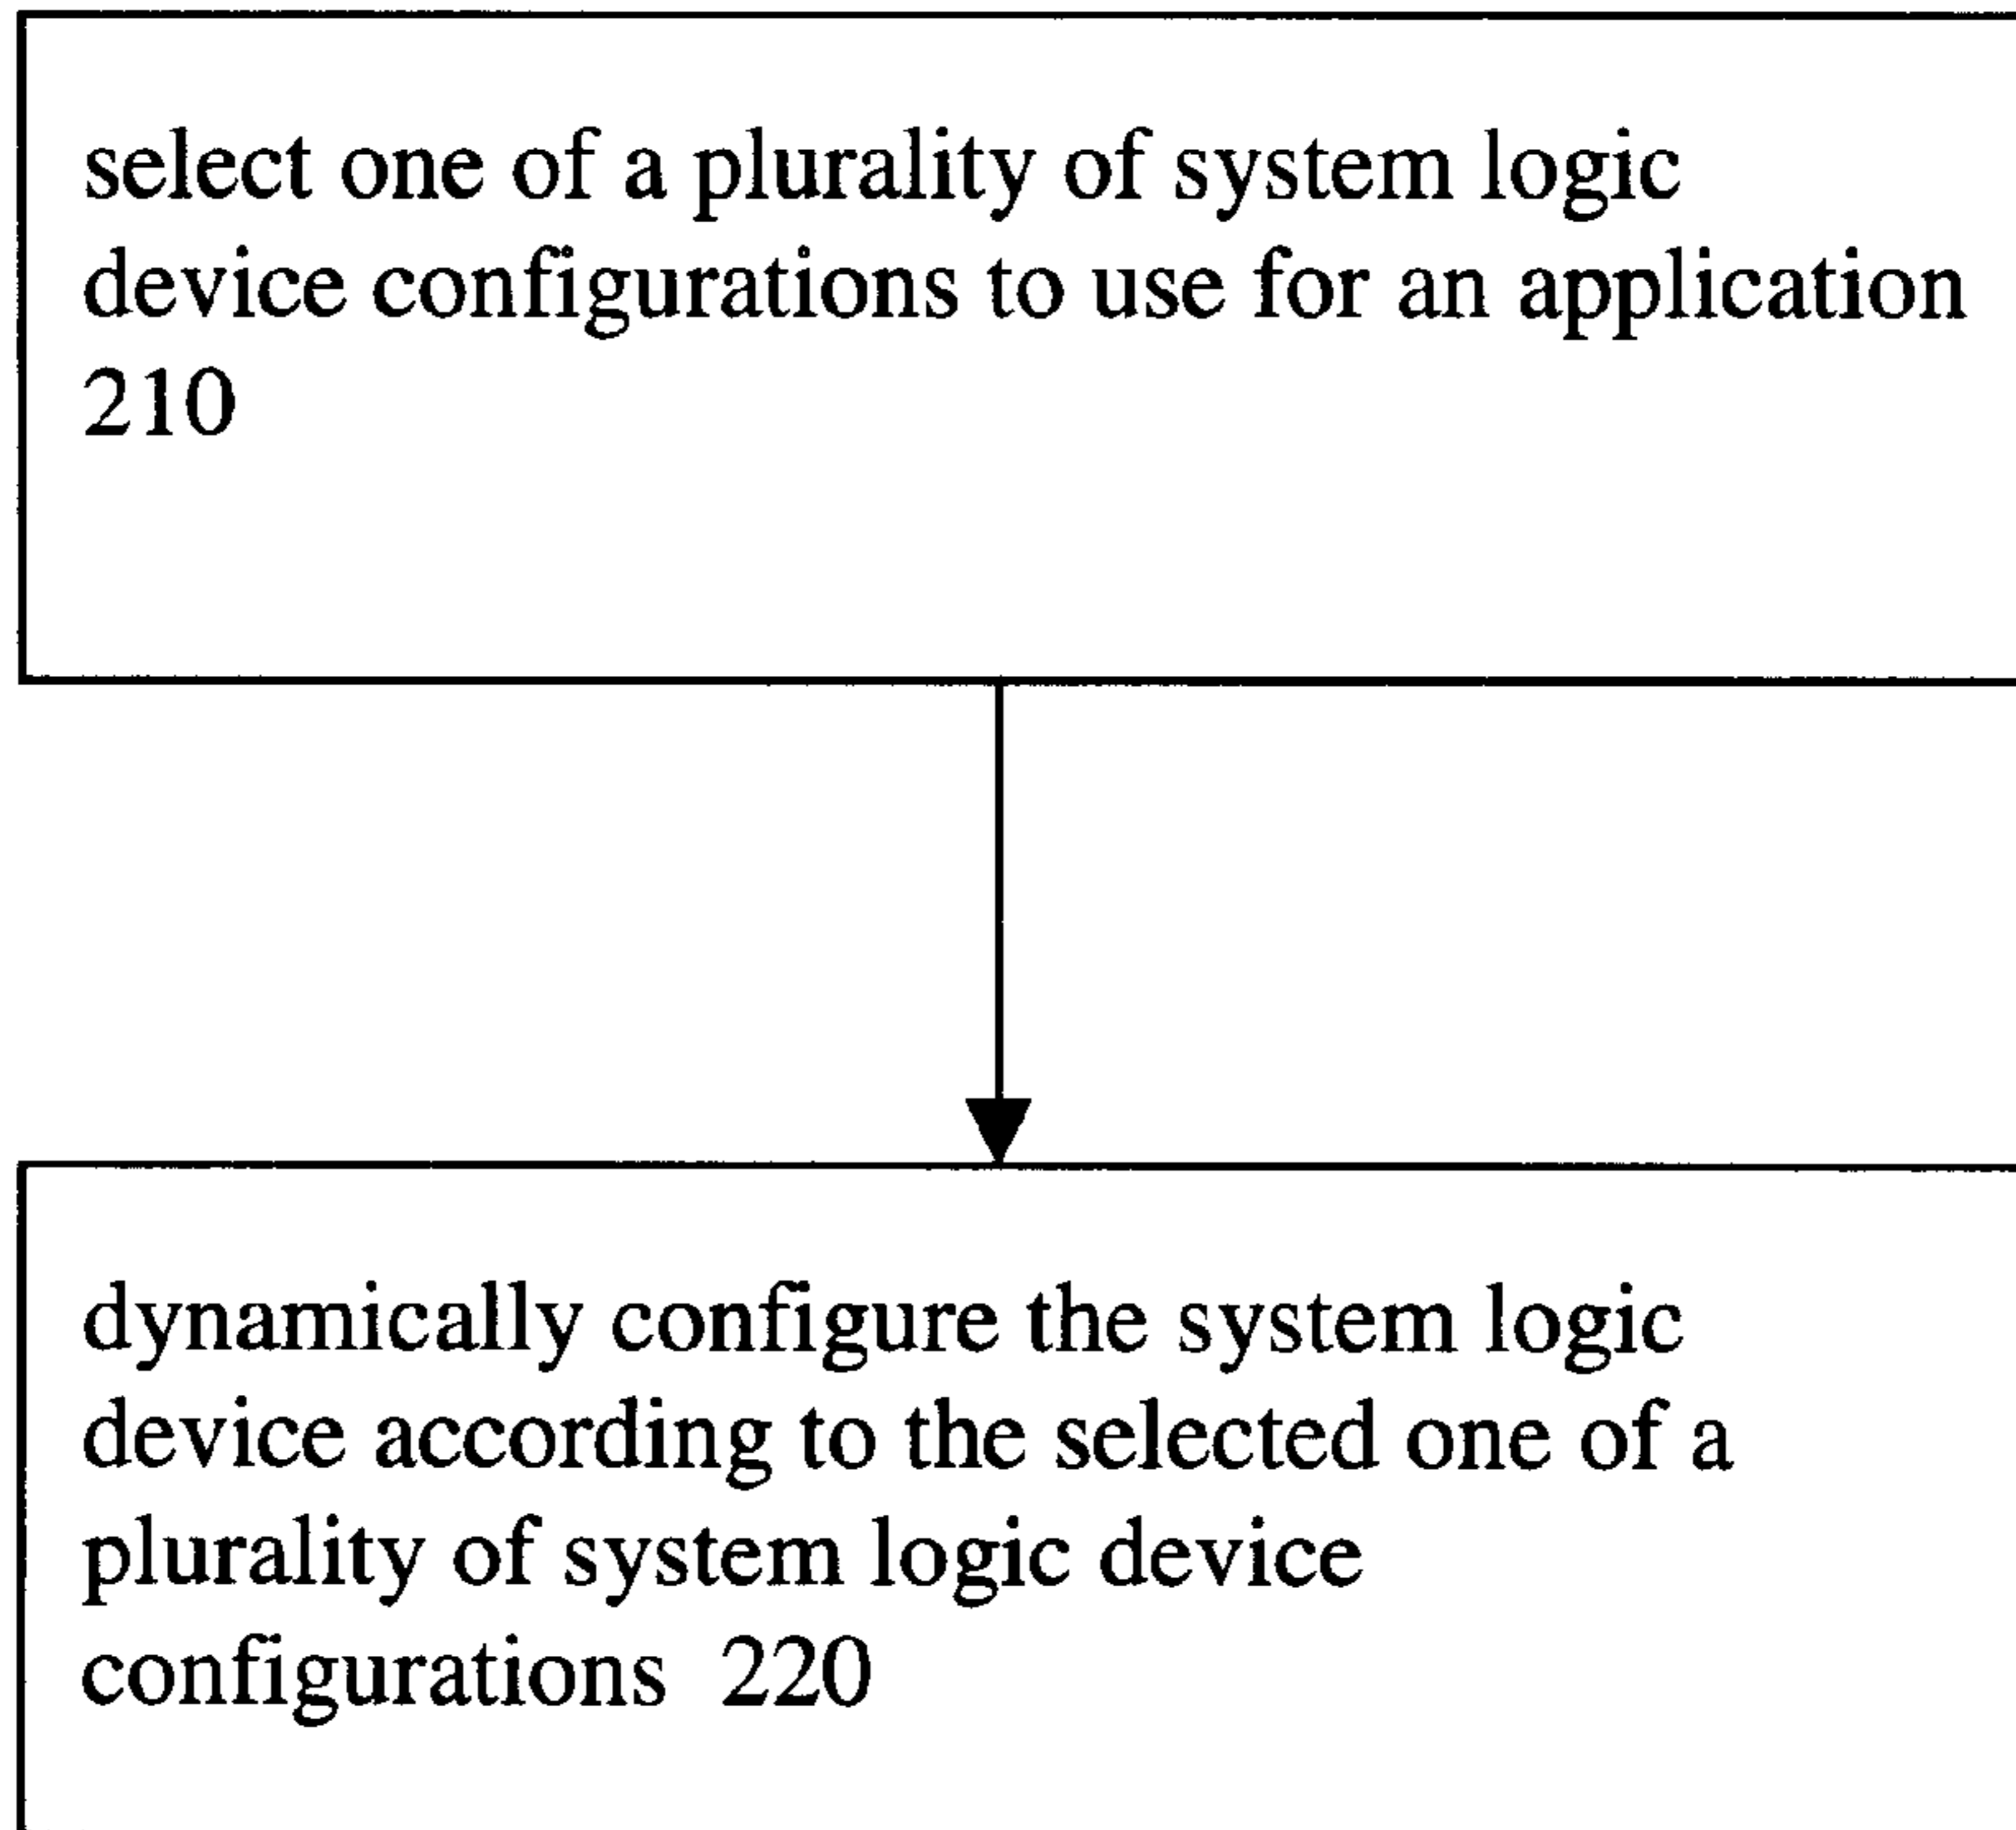 select one of a plurality of system logic
device configurations to use for an application
210
dynamically configure the system logic
device according to the selected one of a
plurality of system logic device
configurations 220